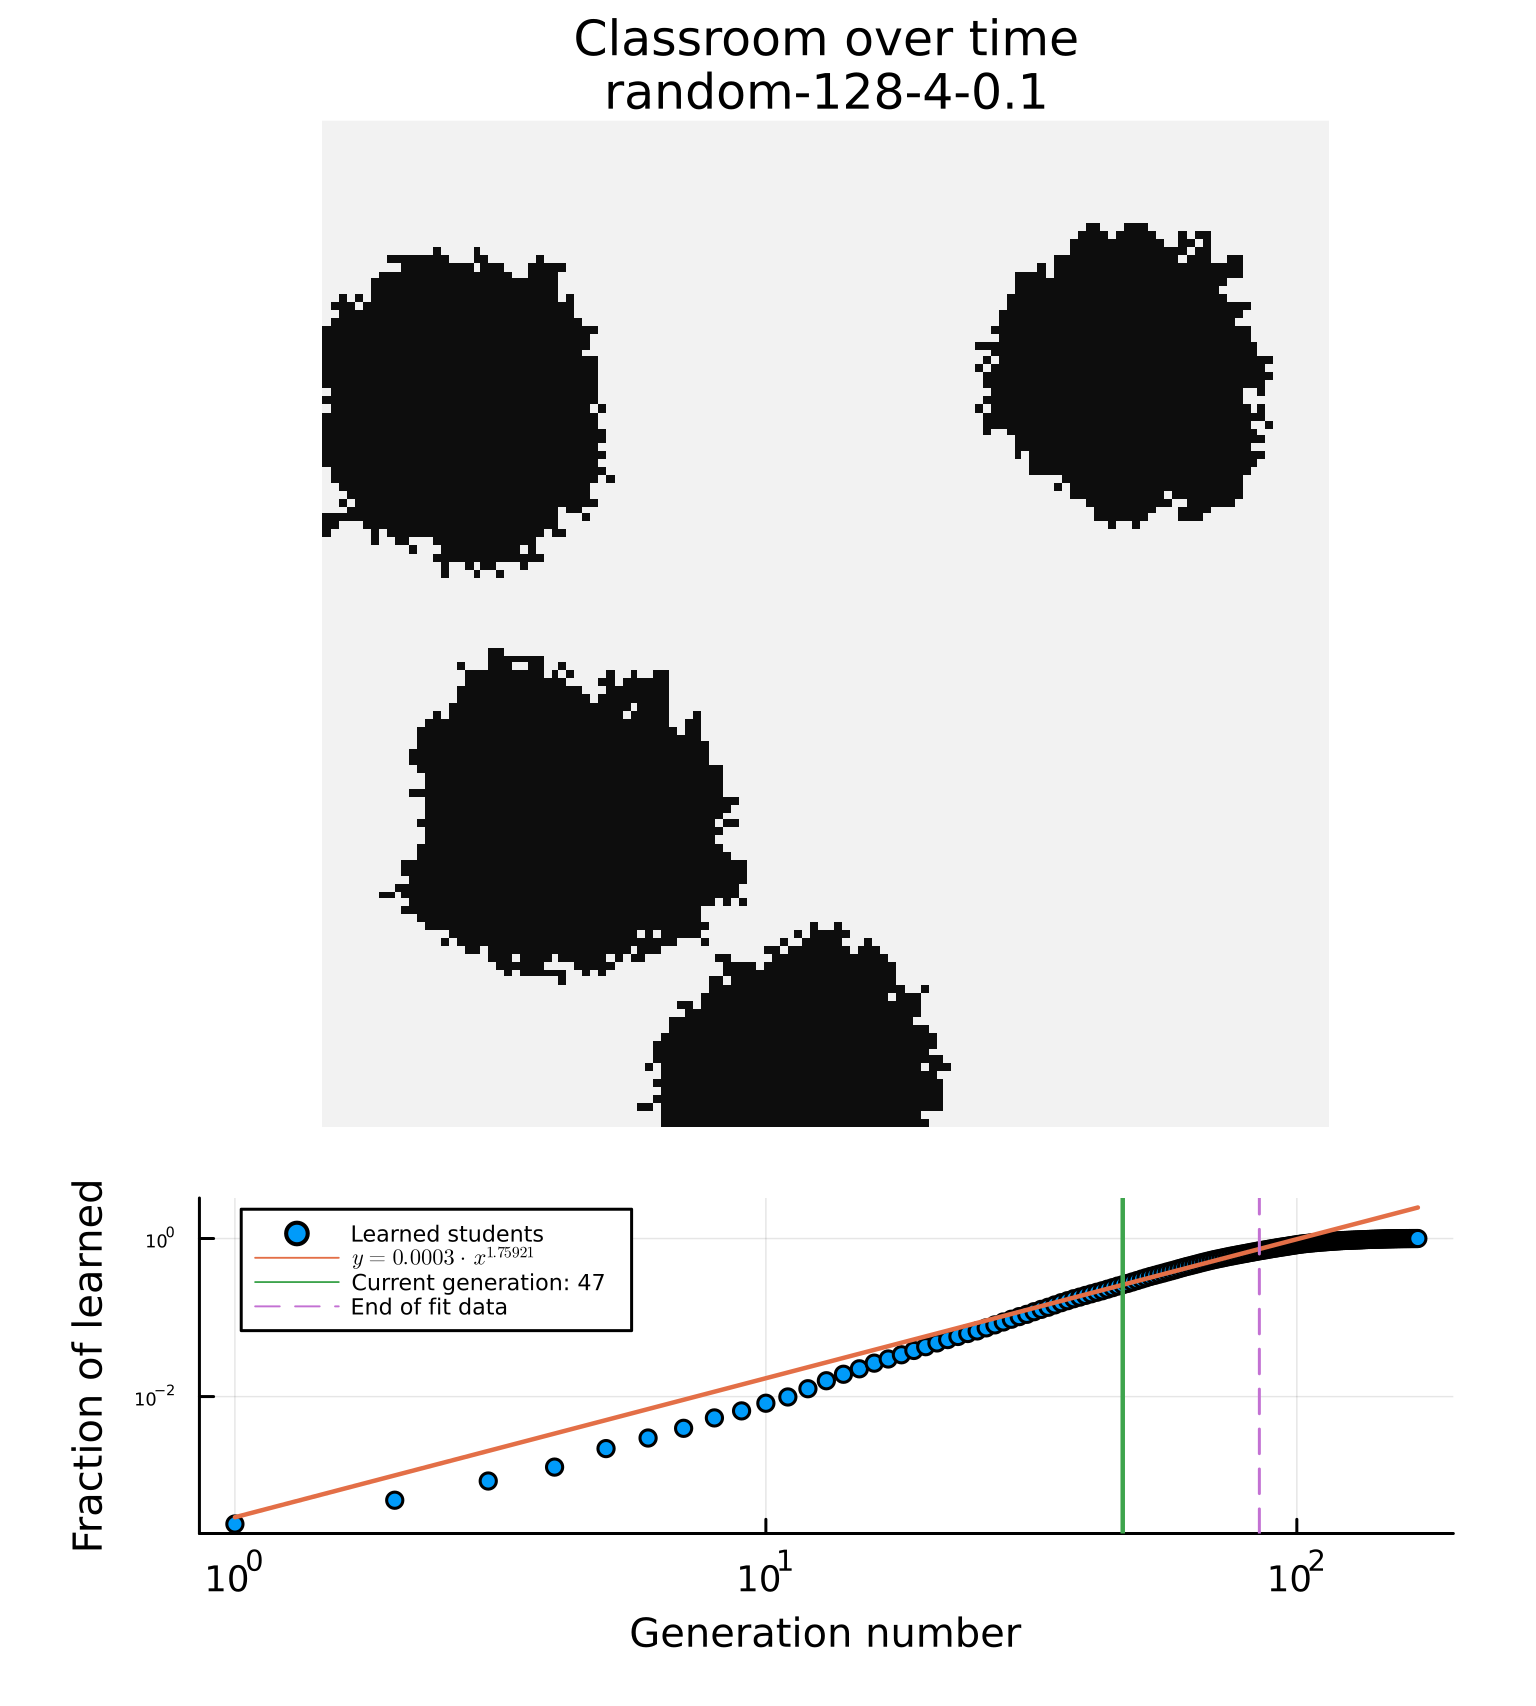 Classroom over time
random-128-4-0.1
Fraction of learned
10^0
10^−2
Learned students
y = 0.0003 · x^1.75921
Current generation: 47
End of fit data
10^0 10^1 10^2
Generation number